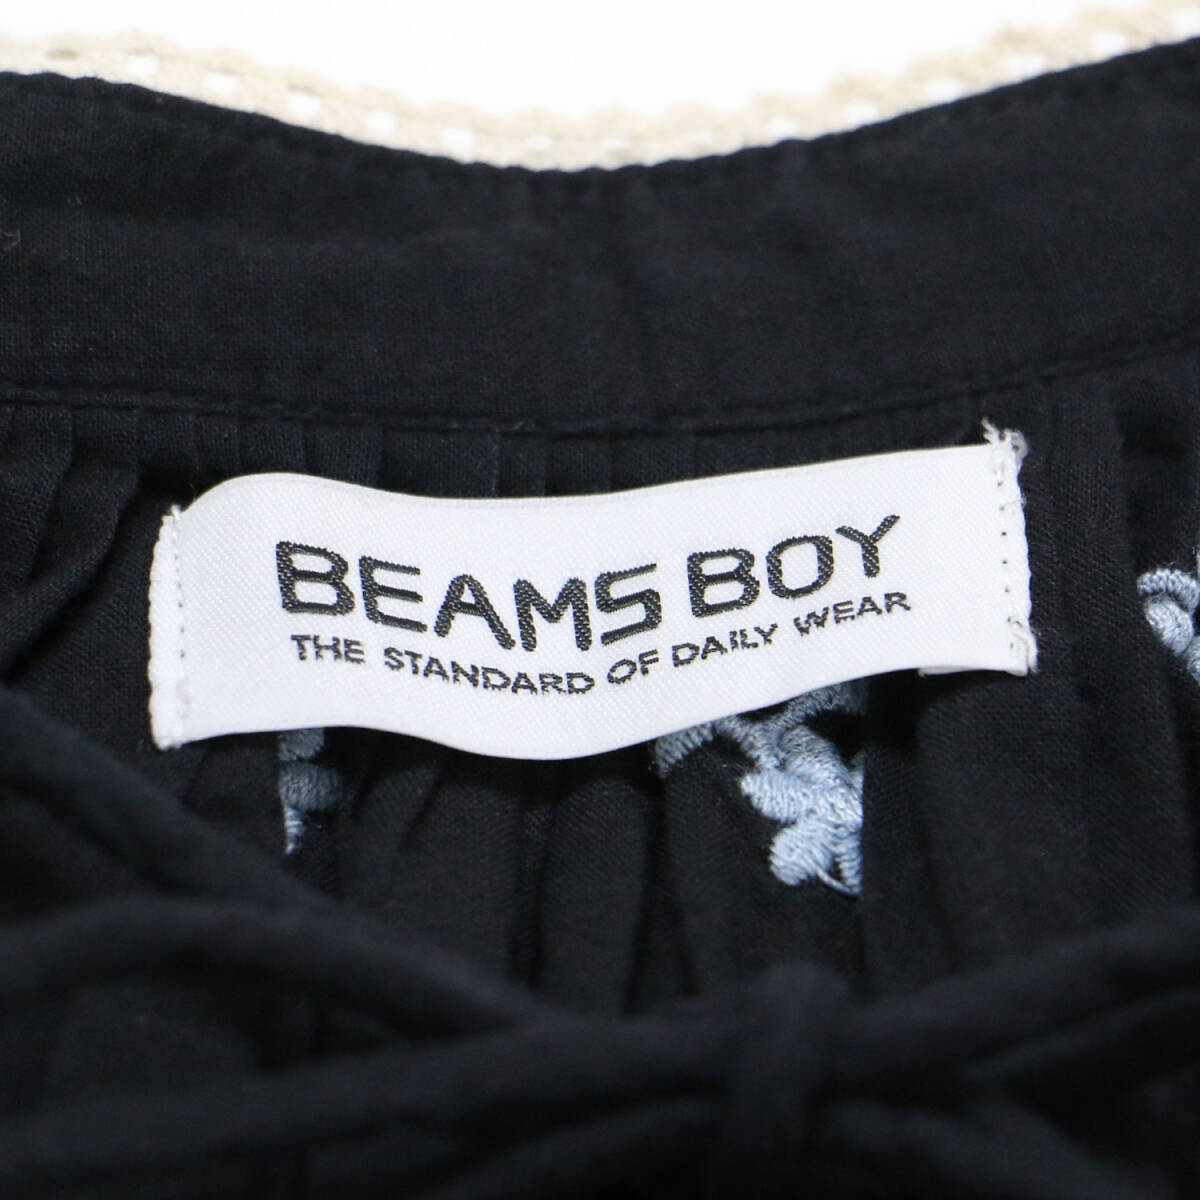 BEAMS BOY
THE STANDARD OF DAILY WEAR